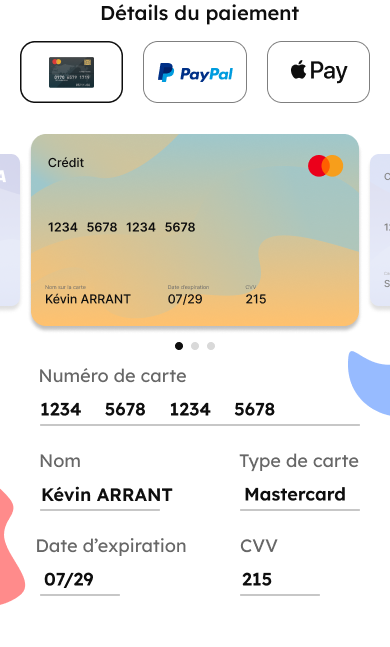 Détails du paiement
PayPal
Pay
A
Crédit
1234 5678 1234 5678
Nom sur la carte Date d'expiration CVV
Kévin ARRANT 07/29 215
Numéro de carte
1234 5678 1234 5678
Nom Type de carte
Kévin ARRANT Mastercard
Date d’expiration CVV
07/29 215